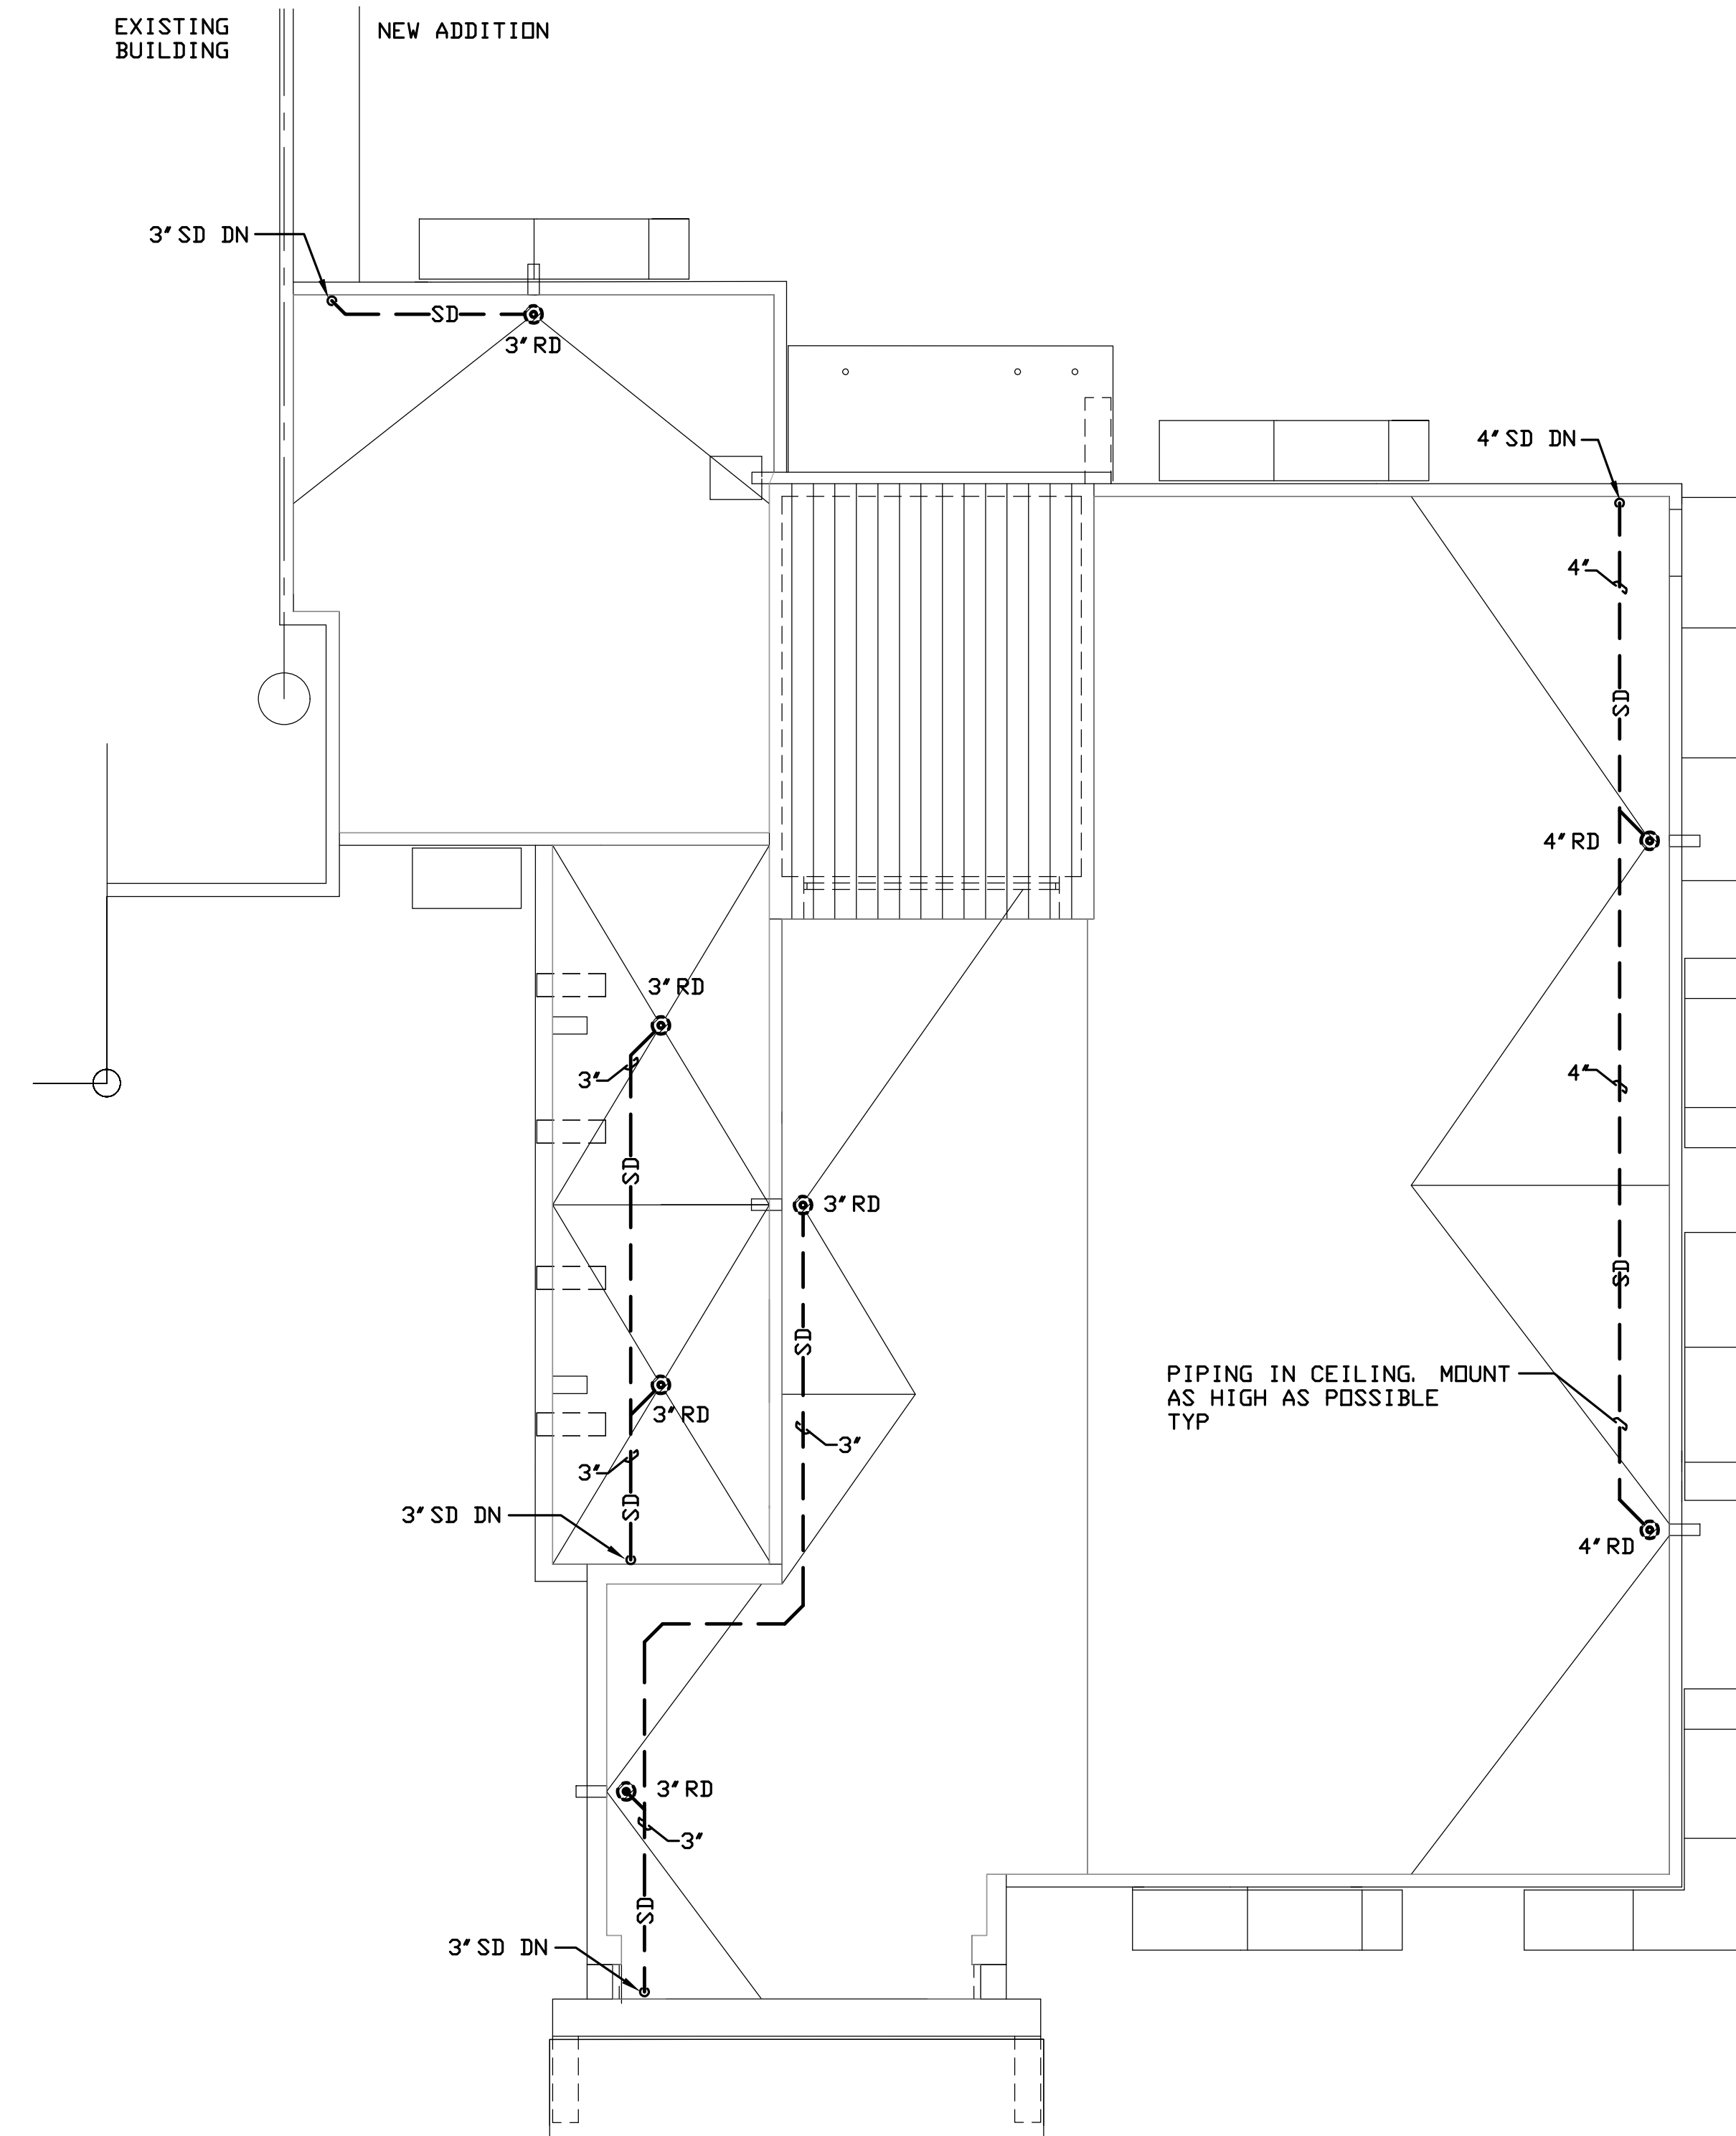 EXISTING
BUILDING
NEW ADDITION
3" SD DN
SD
3" RD
4" SD DN
4"
SD
4" RD
3" RD
3"
4"
SD
3" RD
SD
SD
PIPING IN CEILING. MOUNT
AS HIGH AS POSSIBLE
TYP
3" RD
3"
3"
SD
3" SD DN
4" RD
3" RD
3"
SD
3" SD DN